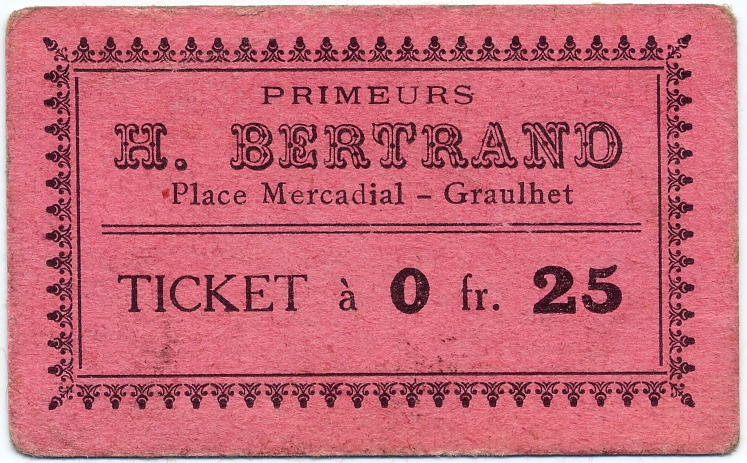 PRIMEURS
H. BERTRAND
Place Mercadial – Graulhet
TICKET à 0 fr. 25